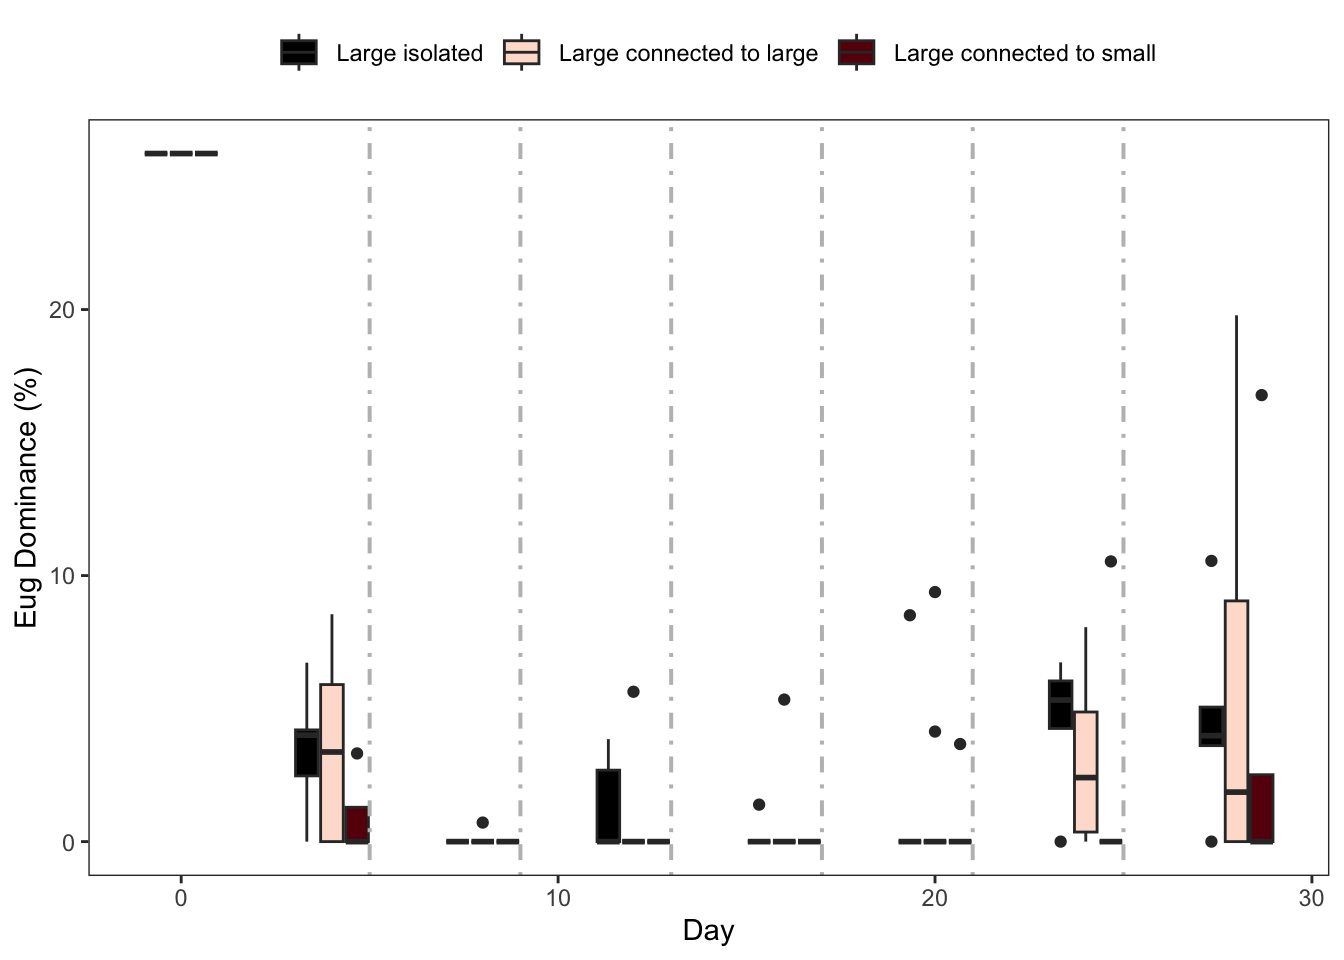 Large isolated Large connected to large Large connected to small
Eug Dominance (%)
20
10
0
0 10 20 30
Day